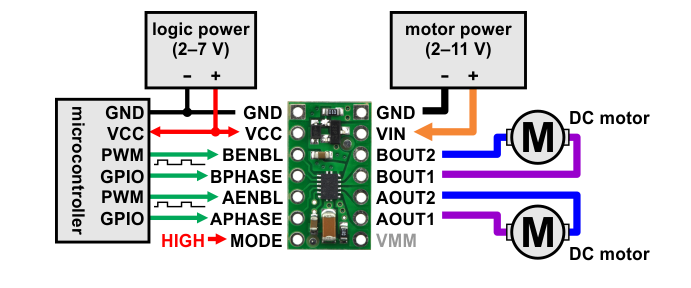 logic power
(2–7 V)
- +
motor power
(2–11 V)
- +
microcontroller
GND
VCC
PWM
GPIO
PWM
GPIO
GND
VCC
BENBL
BPHASE
AENBL
APHASE
HIGH MODE
GND
VIN
BOUT2
BOUT1
AOUT2
AOUT1
VMM
DC motor
M
M
DC motor